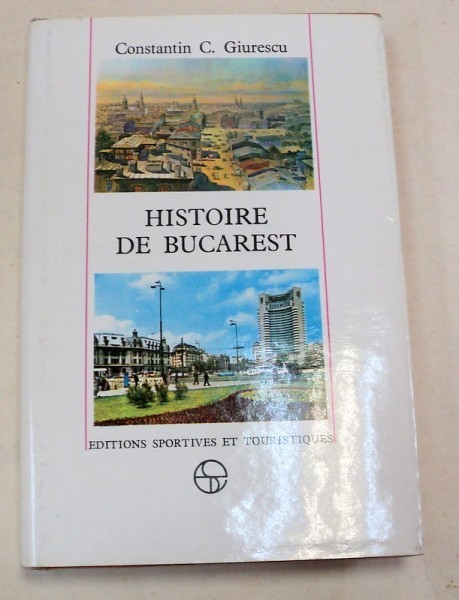 Constantin C. Giurescu
HISTOIRE
DE BUCAREST
EDITIONS SPORTIVES ET TOURISTIQUES